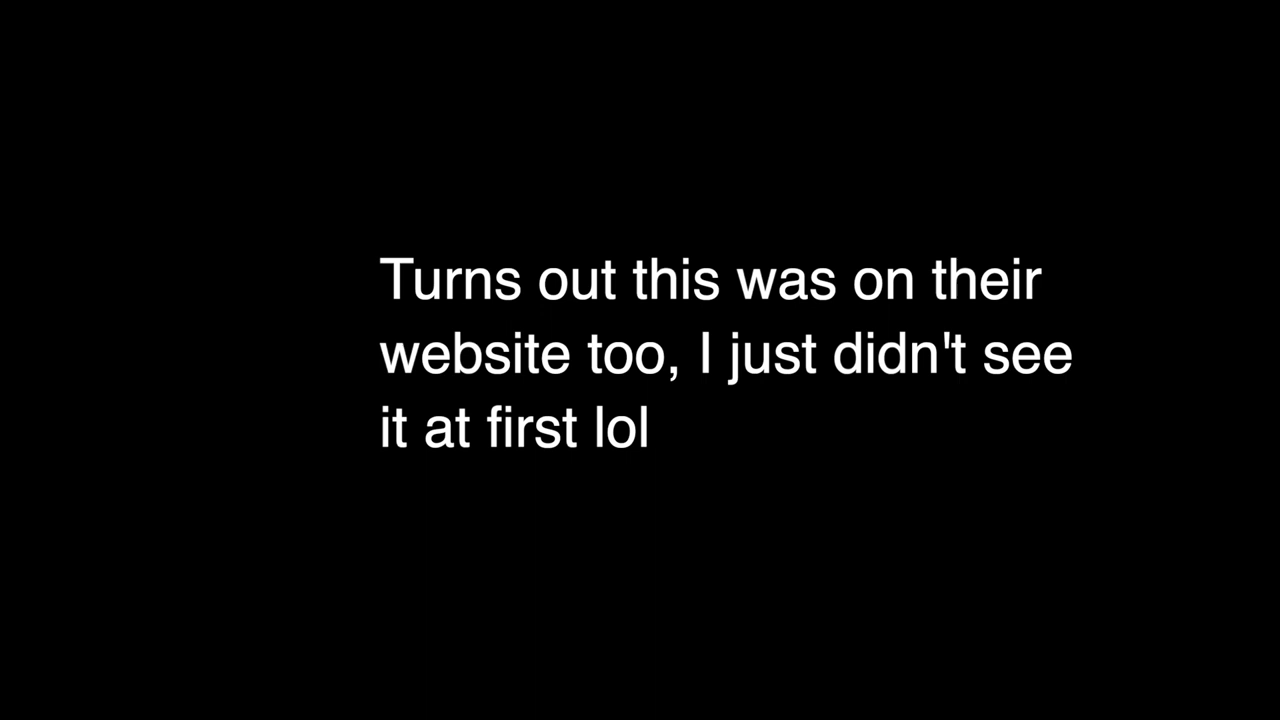 Turns out this was on their
website too, I just didn't see
it at first lol